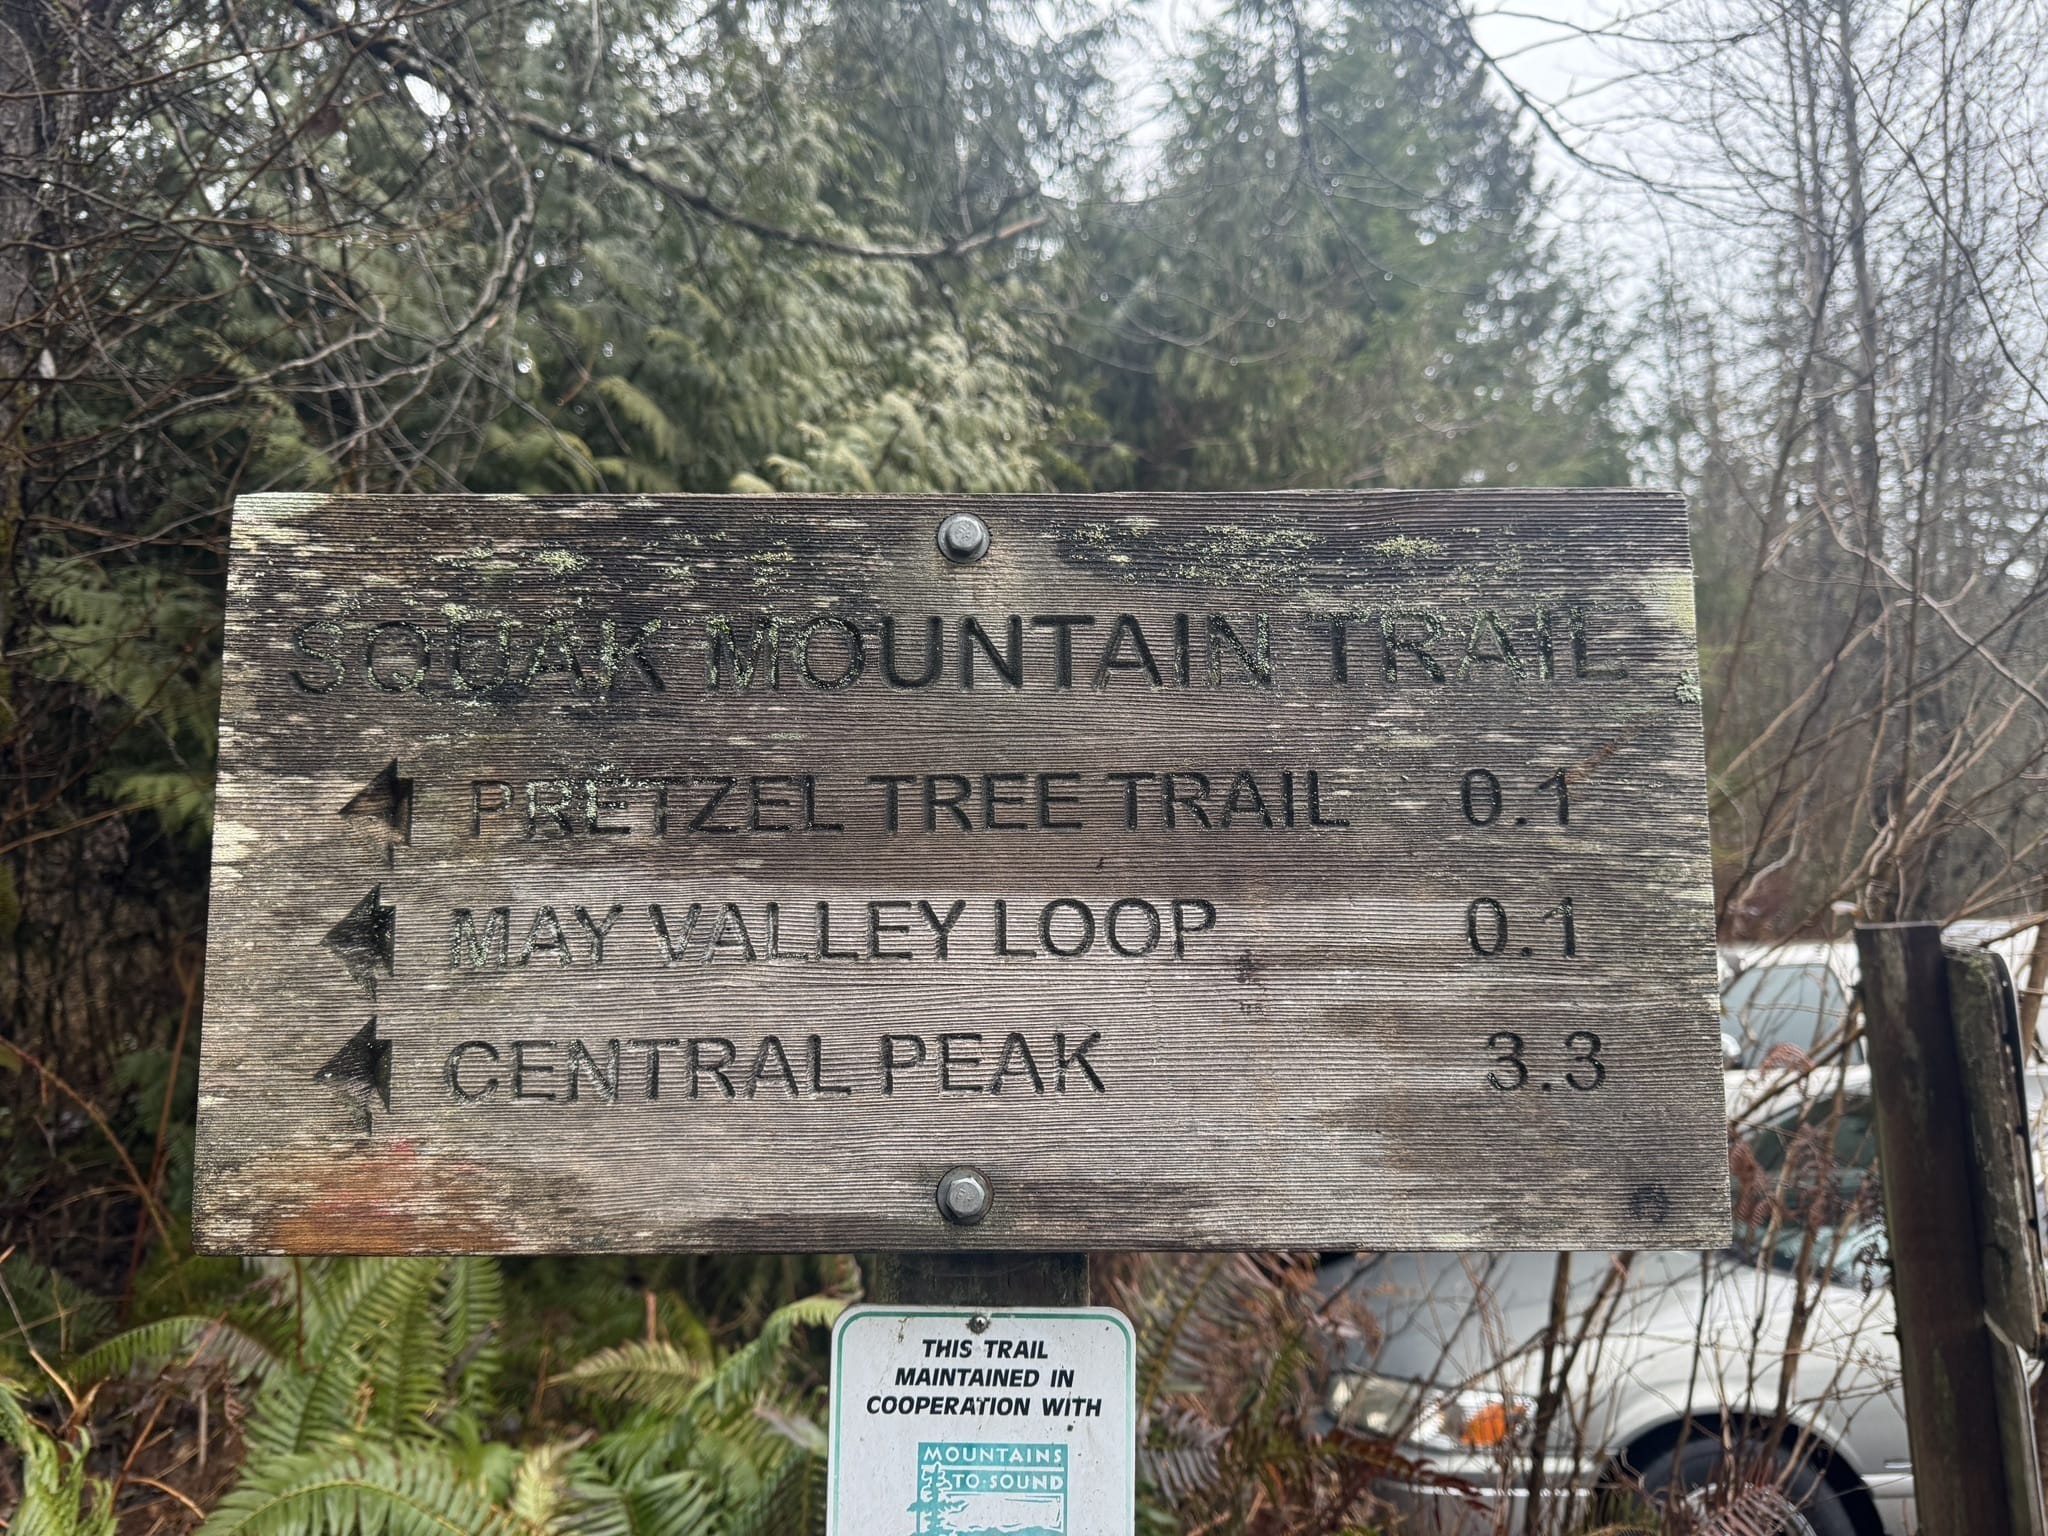 SQUAK MOUNTAIN TRAIL
PRETZEL TREE TRAIL 0.1
MAY VALLEY LOOP 0.1
CENTRAL PEAK 3.3
THIS TRAIL
MAINTAINED IN
COOPERATION WITH
MOUNTAINS
TO·SOUND